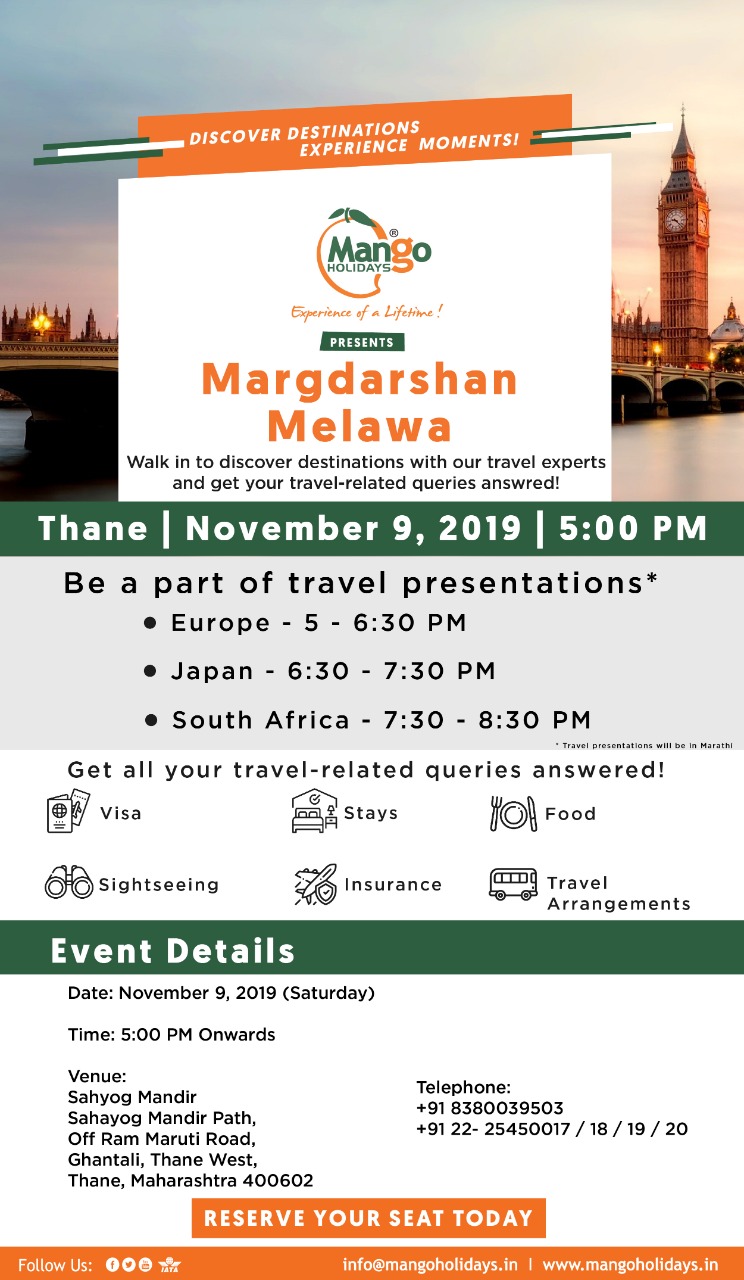 DISCOVER DESTINATIONS
EXPERIENCE MOMENTS!
Mango®
HOLIDAYS
Experience of a Lifetime!
PRESENTS
Margdarshan
Melawa
Walk in to discover destinations with our travel experts
and get your travel-related queries answred!
Thane | November 9, 2019 | 5:00 PM
Be a part of travel presentations*
• Europe - 5 - 6:30 PM
• Japan - 6:30 - 7:30 PM
• South Africa - 7:30 - 8:30 PM
* Travel presentations will be in Marathi
Get all your travel-related queries answered!
Visa
Stays
Food
Sightseeing
Insurance
Travel
Arrangements
Event Details
Date: November 9, 2019 (Saturday)
Time: 5:00 PM Onwards
Venue:
Sahyog Mandir
Sahayog Mandir Path,
Off Ram Maruti Road,
Ghantali, Thane West,
Thane, Maharashtra 400602
Telephone:
+91 8380039503
+91 22- 25450017 / 18 / 19 / 20
RESERVE YOUR SEAT TODAY
Follow Us:
IATA
info@mangoholidays.in | www.mangoholidays.in